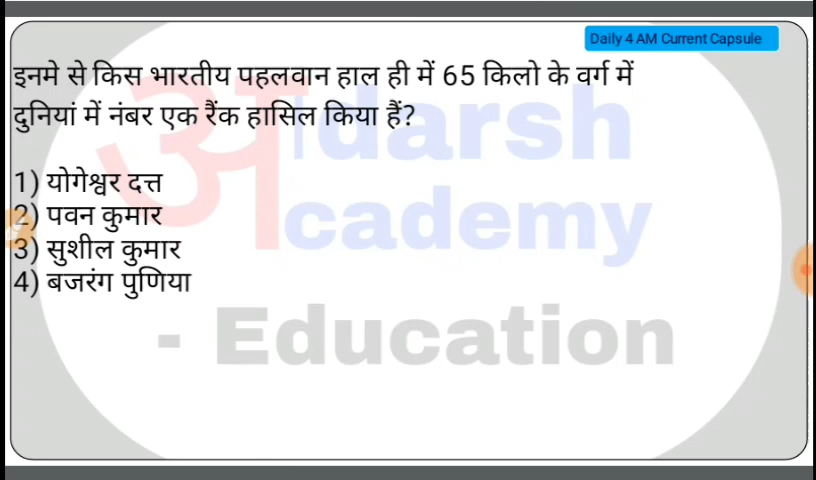 Daily 4 AM Current Capsule
इनमे से किस भारतीय पहलवान हाल ही में 65 किलो के वर्ग में
दुनियां में नंबर एक रैंक हासिल किया हैं?
1) योगेश्वर दत्त
2) पवन कुमार
3) सुशील कुमार
4) बजरंग पुणिया
अdarsh
Academy
- Education